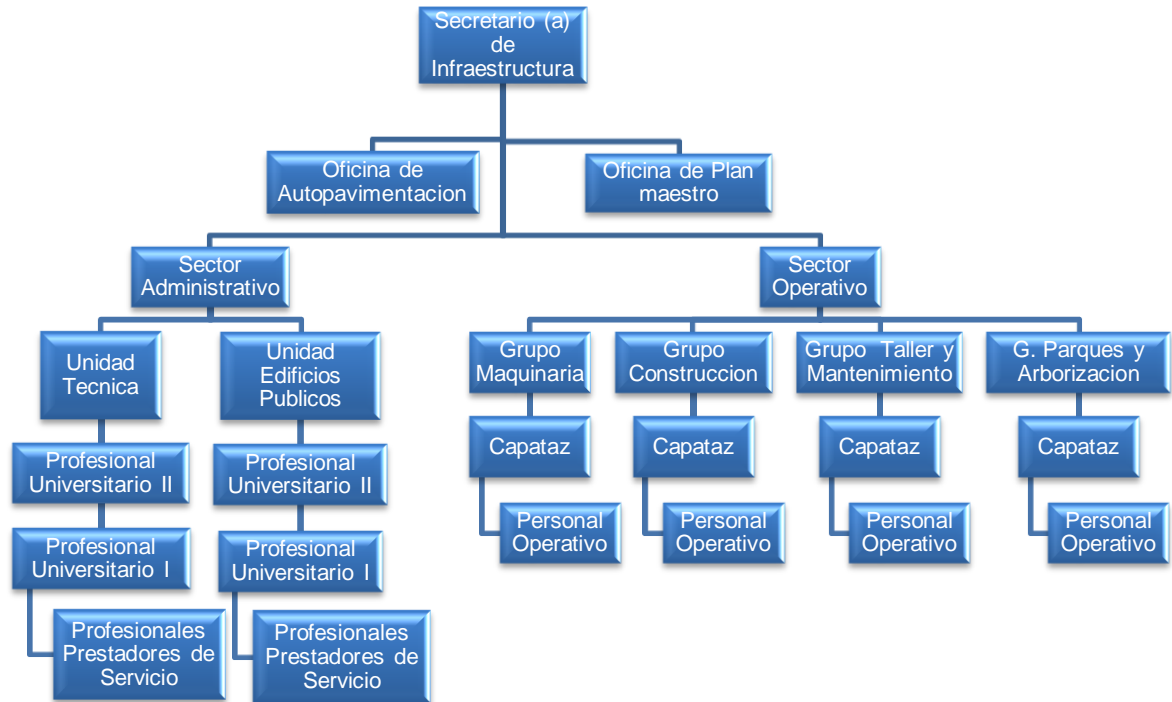 Secretario (a)
de
Infraestructura
Oficina de
Autopavimentacion
Oficina de Plan
maestro
Sector
Administrativo
Sector
Operativo
Unidad
Tecnica
Unidad
Edificios
Publicos
Grupo
Maquinaria
Grupo
Construccion
Grupo Taller y
Mantenimiento
G. Parques y
Arborizacion
Profesional
Universitario II
Profesional
Universitario II
Capataz
Capataz
Capataz
Capataz
Profesional
Universitario I
Profesional
Universitario I
Personal
Operativo
Personal
Operativo
Personal
Operativo
Personal
Operativo
Profesionales
Prestadores de
Servicio
Profesionales
Prestadores de
Servicio